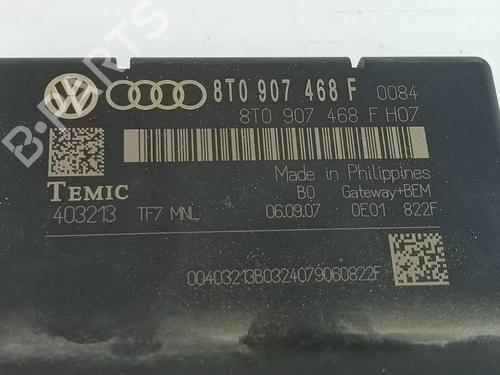 8T0 907 468 F 0084
8T0 907 468 F H07
TEMIC
Made in Philippines
B0 Gateway+BEM
403213 TF7 MNL 06.09.07 0E01 822F
00403213B0324079060822F
B-PARTS